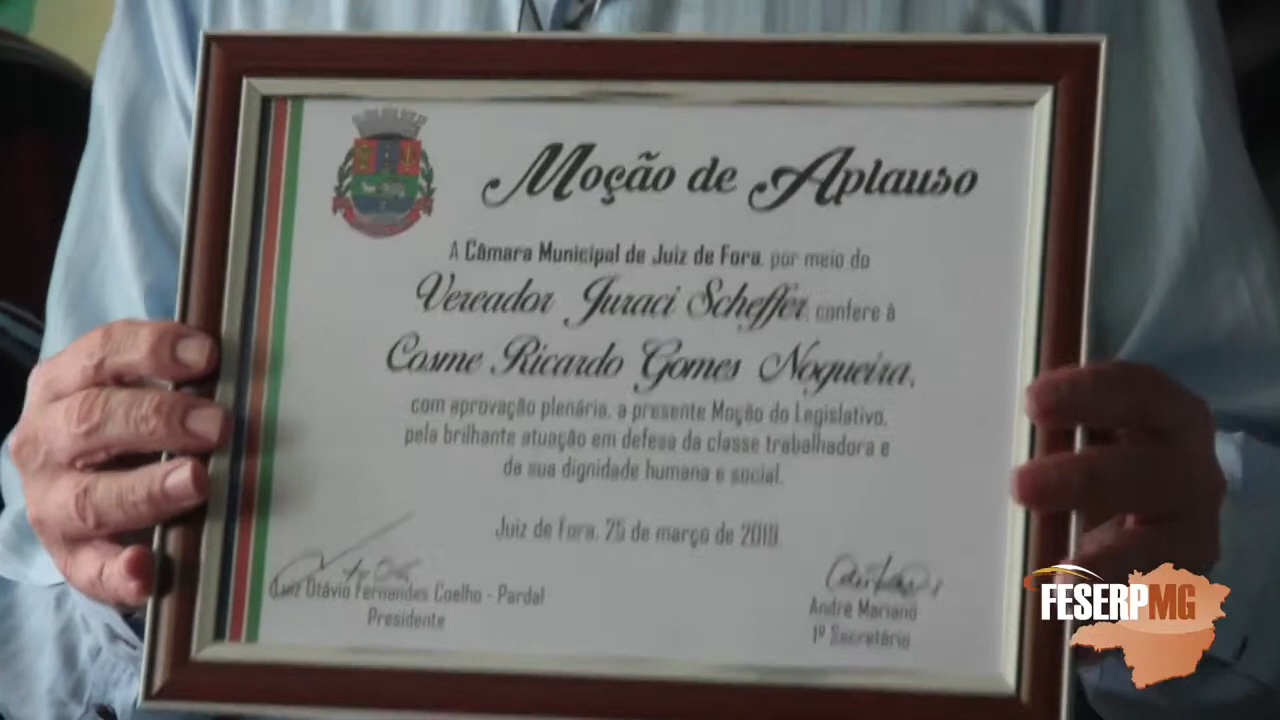 Moção de Aplauso
A Câmara Municipal de Juiz de Fora, por meio do
Vereador Juraci Scheffer, confere à
Cosme Ricardo Gomes Nogueira,
com aprovação plenária, a presente Moção do Legislativo,
pela brilhante atuação em defesa da classe trabalhadora e
da sua dignidade humana e social.
Juiz de Fora, 25 de março de
Luiz Otávio Fernandes Coelho - Pardal
Presidente
André Mariano
1º Secretário
FESERPMG